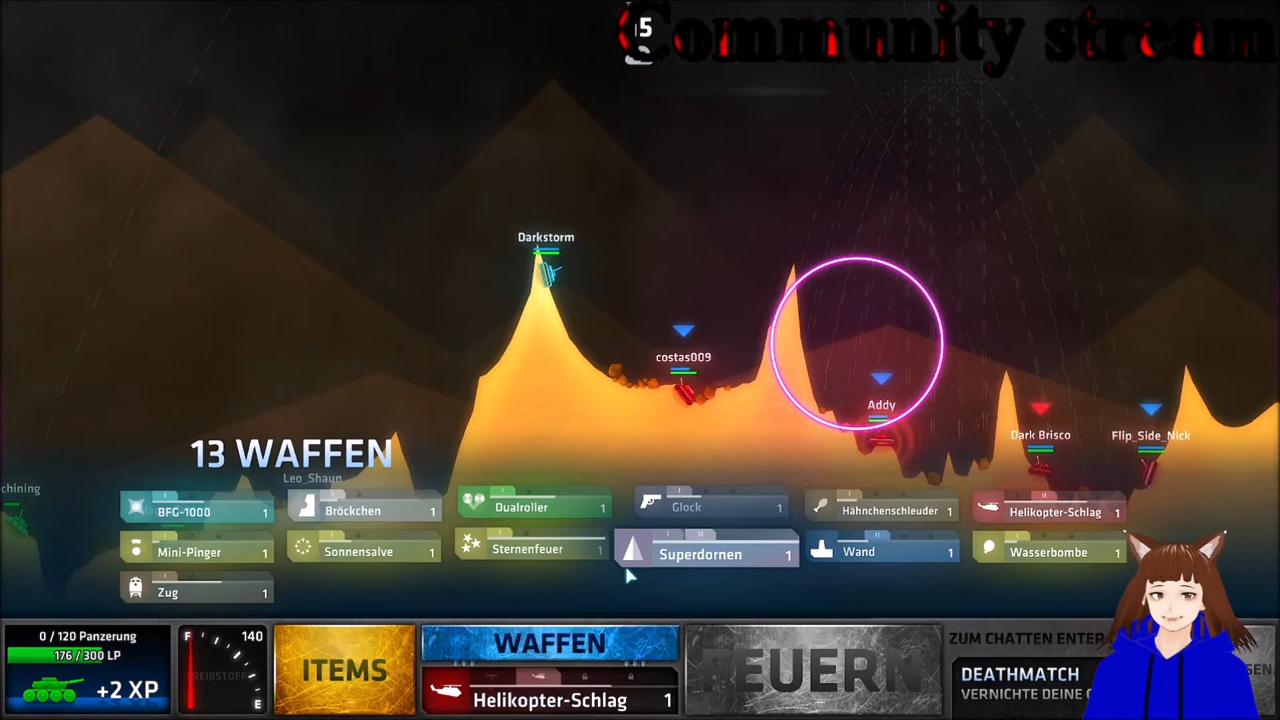 15
Community stream
Darkstorm
costas009
Addy
Dark Brisco
Flip_Side_Nick
13 WAFFEN
Leo_Shaun
chining
BFG-1000 1
Bröckchen 1
Dualroller 1
Glock 1
Hähnchenschleuder 1
Helikopter-Schlag 1
Mini-Pinger 1
Sonnensalve 1
Sternenfeuer 1
Superdornen 1
Wand 1
Wasserbombe 1
Zug 1
0 / 120 Panzerung
176 / 300 LP
+2 XP
F 140
TREIBSTOFF
E
ITEMS
WAFFEN
Helikopter-Schlag 1
FEUERN
ZUM CHATTEN ENTER
DEATHMATCH
VERNICHTE DEINE G
GEN